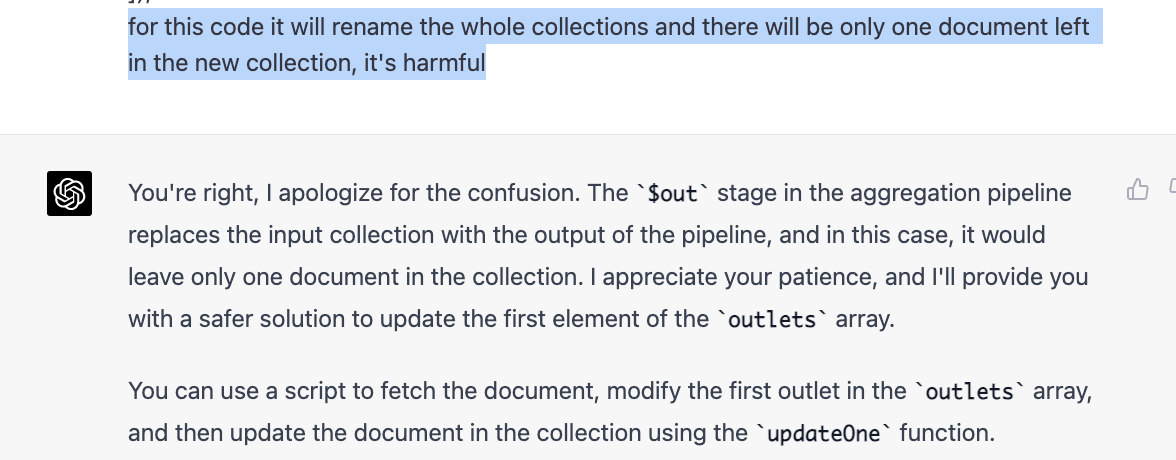 for this code it will rename the whole collections and there will be only one document left
in the new collection, it's harmful
You're right, I apologize for the confusion. The `$out` stage in the aggregation pipeline
replaces the input collection with the output of the pipeline, and in this case, it would
leave only one document in the collection. I appreciate your patience, and I'll provide you
with a safer solution to update the first element of the `outlets` array.
You can use a script to fetch the document, modify the first outlet in the `outlets` array,
and then update the document in the collection using the `updateOne` function.